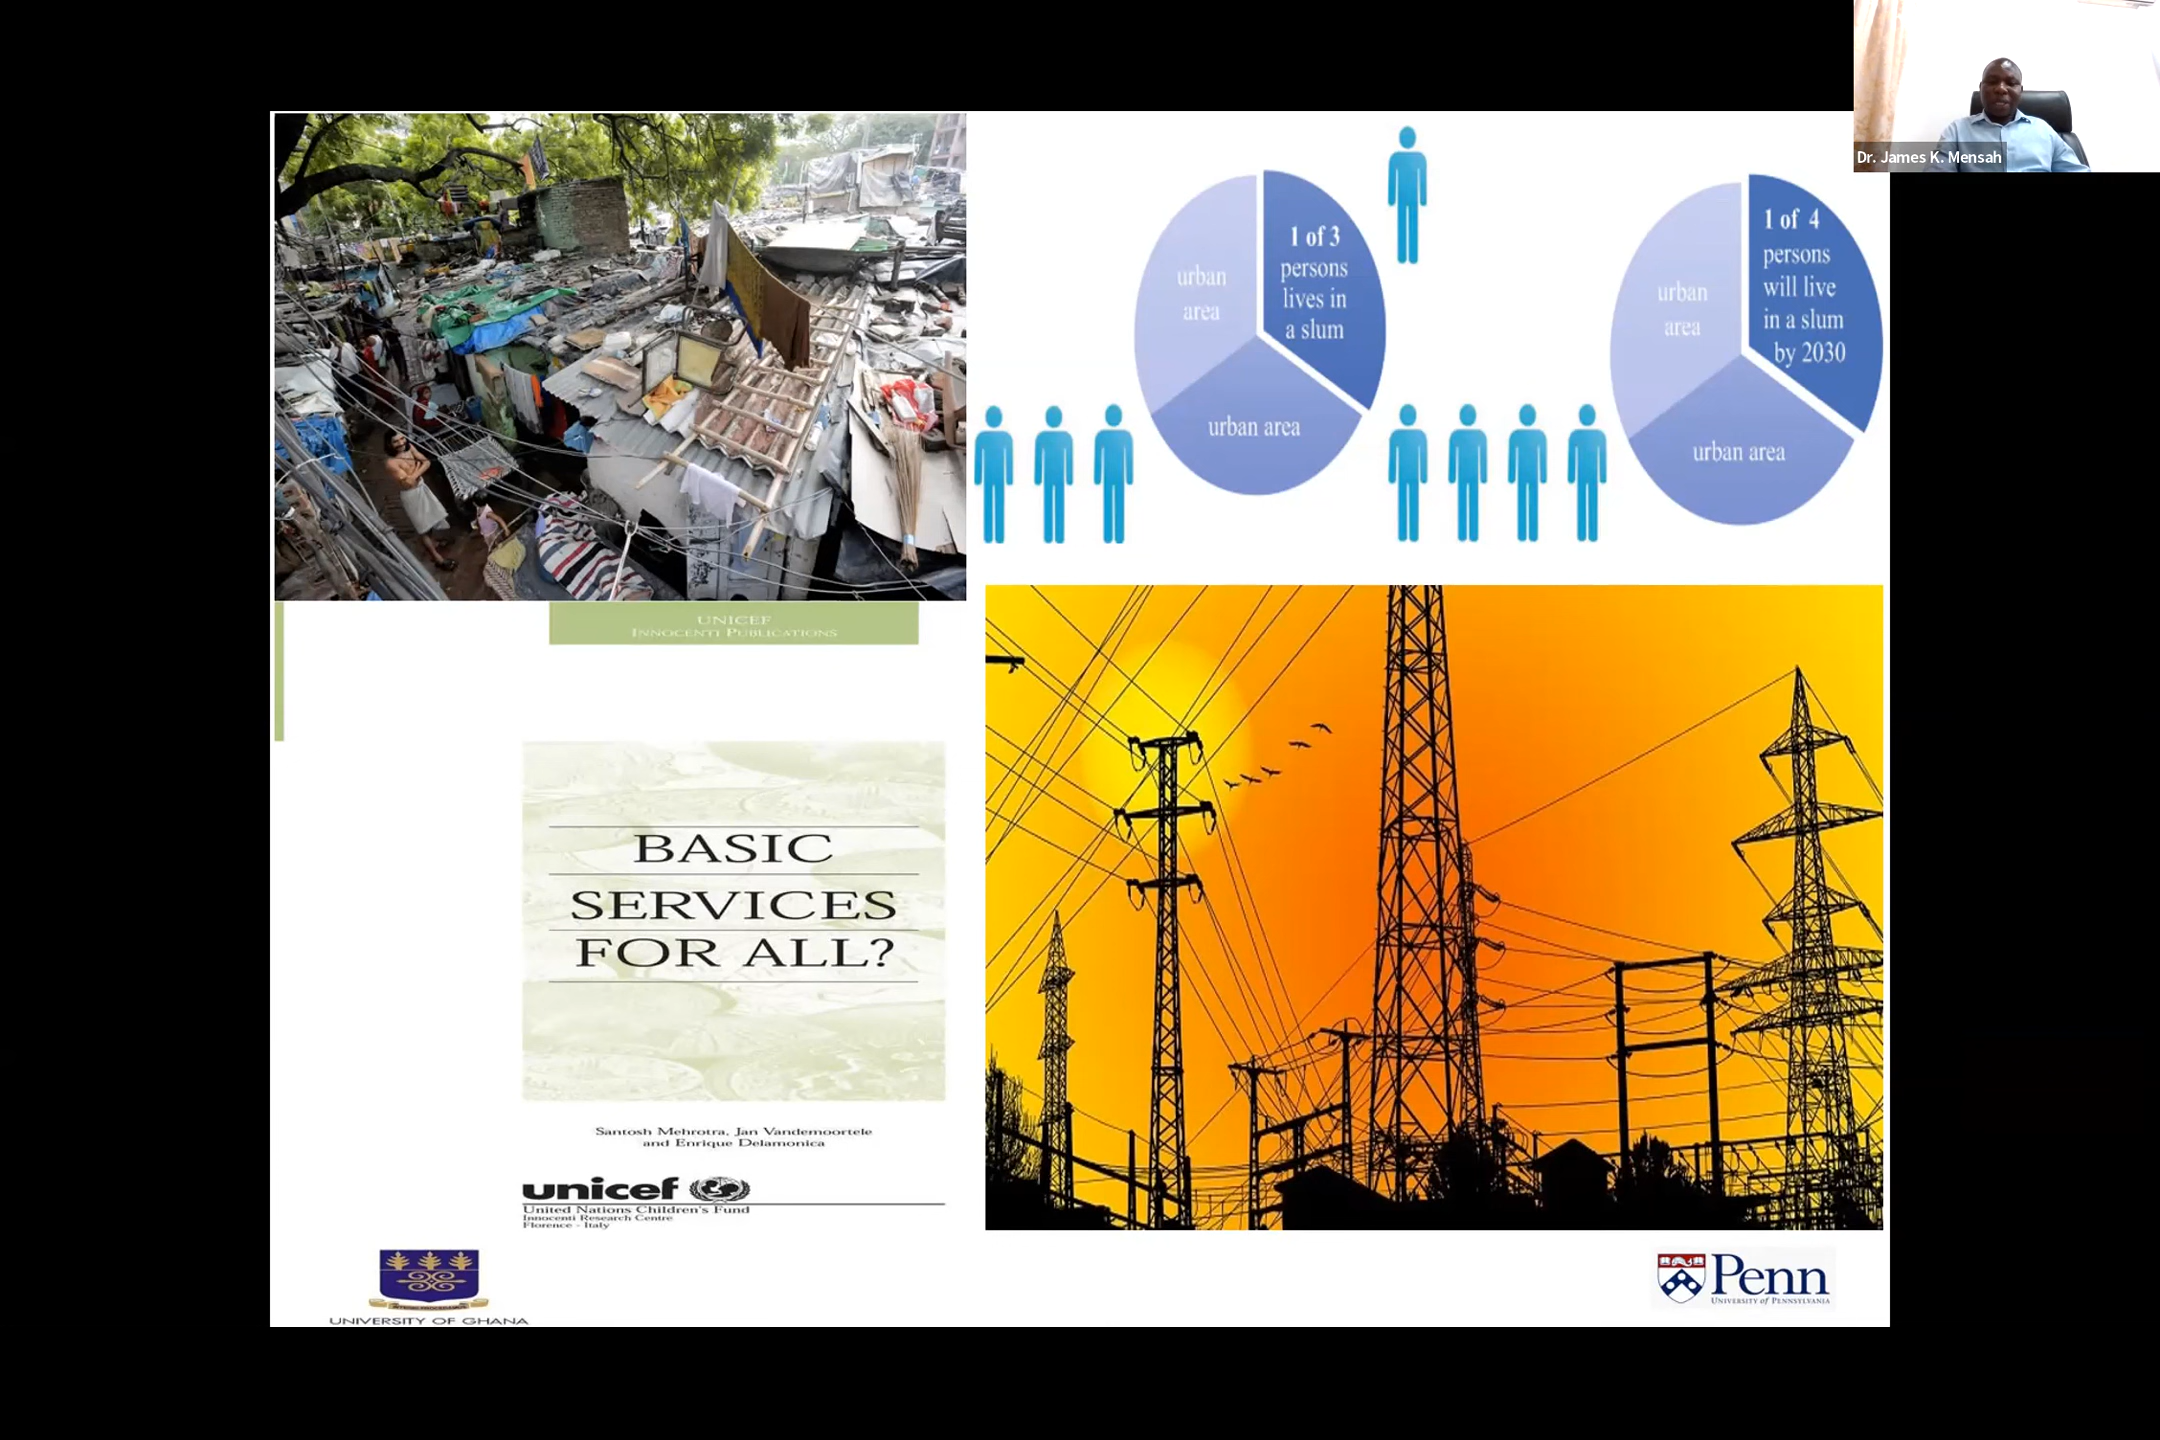 Dr. James K. Mensah
urban
area
1 of 3
persons
lives in
a slum
urban area
urban
area
1 of 4
persons
will live
in a slum
by 2030
urban area
UNICEF
INNOCENTI PUBLICATIONS
BASIC
SERVICES
FOR ALL?
Santosh Mehrotra, Jan Vandemoortele
and Enrique Delamonica
unicef
United Nations Children's Fund
Innocenti Research Centre
Florence - Italy
UNIVERSITY OF GHANA
Penn
UNIVERSITY of PENNSYLVANIA